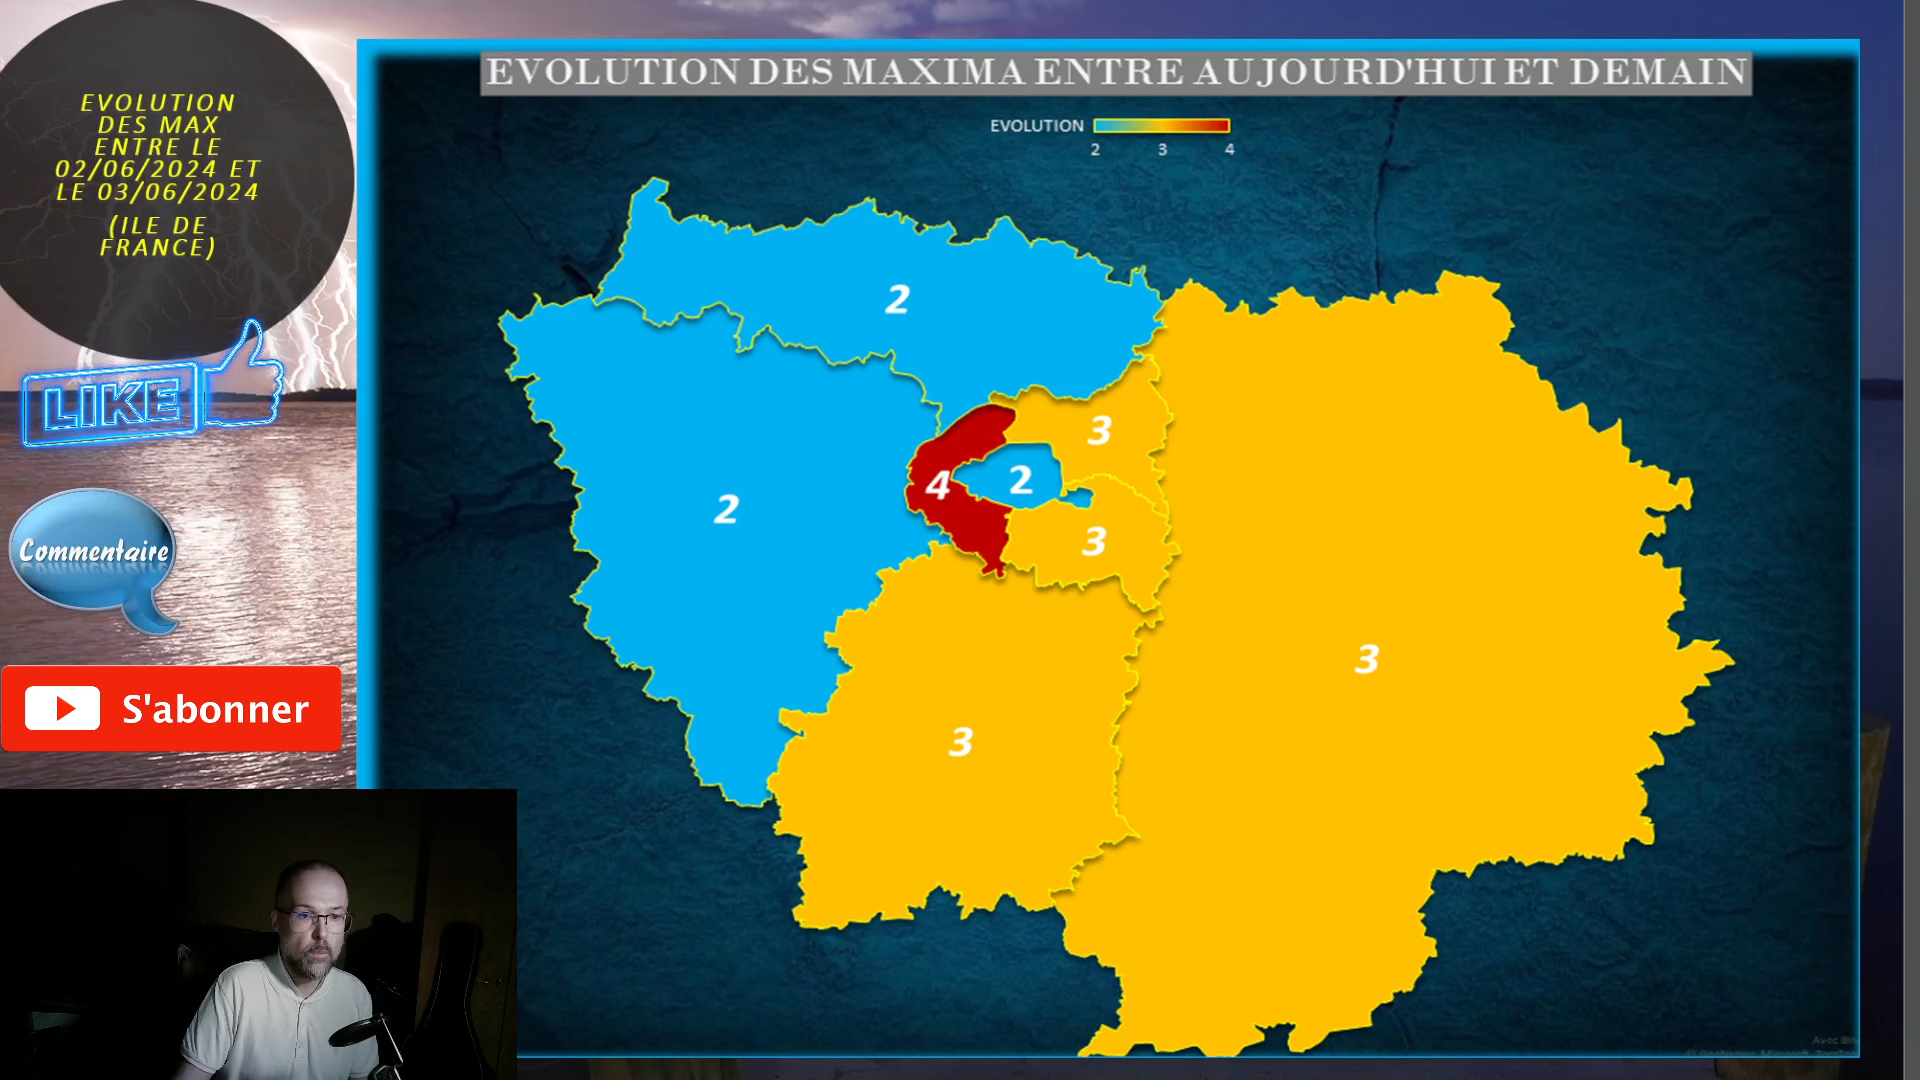 EVOLUTION
DES MAX
ENTRE LE
02/06/2024 ET
LE 03/06/2024
(ILE DE
FRANCE)
LIKE
Commentaire
S'abonner
EVOLUTION DES MAXIMA ENTRE AUJOURD'HUI ET DEMAIN
EVOLUTION
2 3 4
2
3
4 2
2
3
3
3
Avec Bin